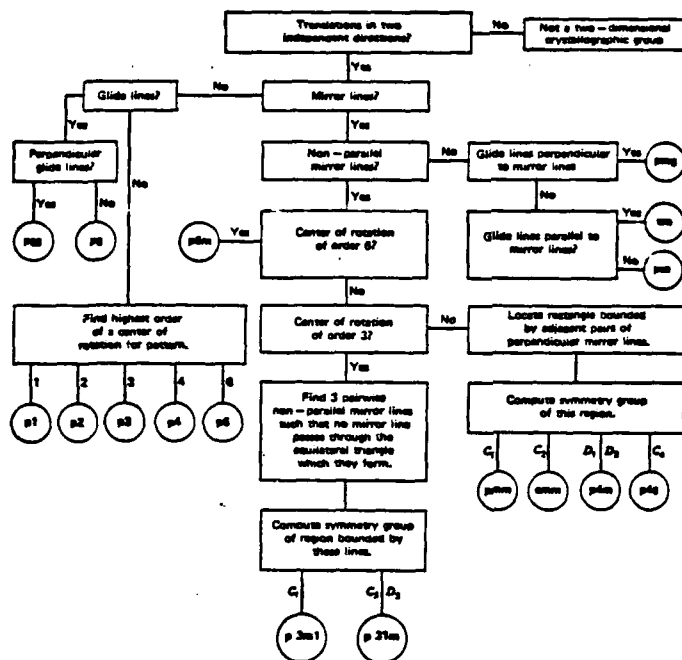 Translations in two
independent directions?
No
Not a two-dimensional
crystallographic group
Yes
Glide lines?
No
Mirror lines?
Yes
No
Yes
Perpendicular
glide lines?
Non-parallel
mirror lines?
No
Glide lines perpendicular
to mirror lines
Yes
pmg
Yes
No
Yes
No
pgg
pg
p6m
Yes
Center of rotation
of order 6?
Glide lines parallel to
mirror lines?
Yes
No
No
Find highest order
of a center of
rotation for pattern.
Center of rotation
of order 3?
No
Locate rectangle bounded
by adjacent pairs of
perpendicular mirror lines.
1
2
3
4
6
Yes
p1
p2
p3
p4
p6
Find 3 pairwise
non-parallel mirror lines
such that no mirror line
passes through the
equilateral triangle
which they form.
Compute symmetry group
of this region.
C₁
C₂
D₁
D₂
C₄
pmm
cmm
p4m
p4g
Compute symmetry group
of region bounded by
these lines.
C₁
D₃
p 3m1
p 31m